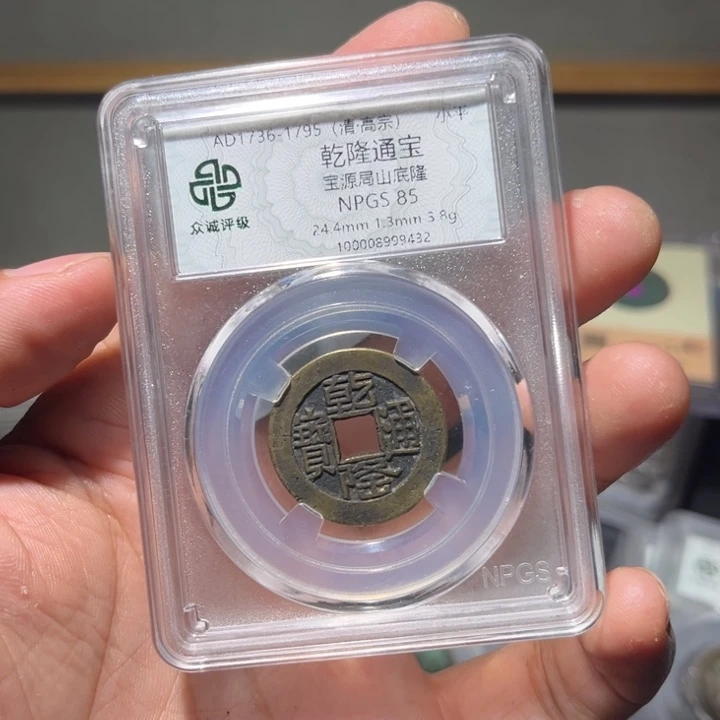 AD1736-1795 (清·高宗) 小平
乾隆通宝
宝源局山底隆
NPGS 85
24.4mm 1.3mm 3.8g
100008999432
众诚评级
乾隆通寶
NPGS